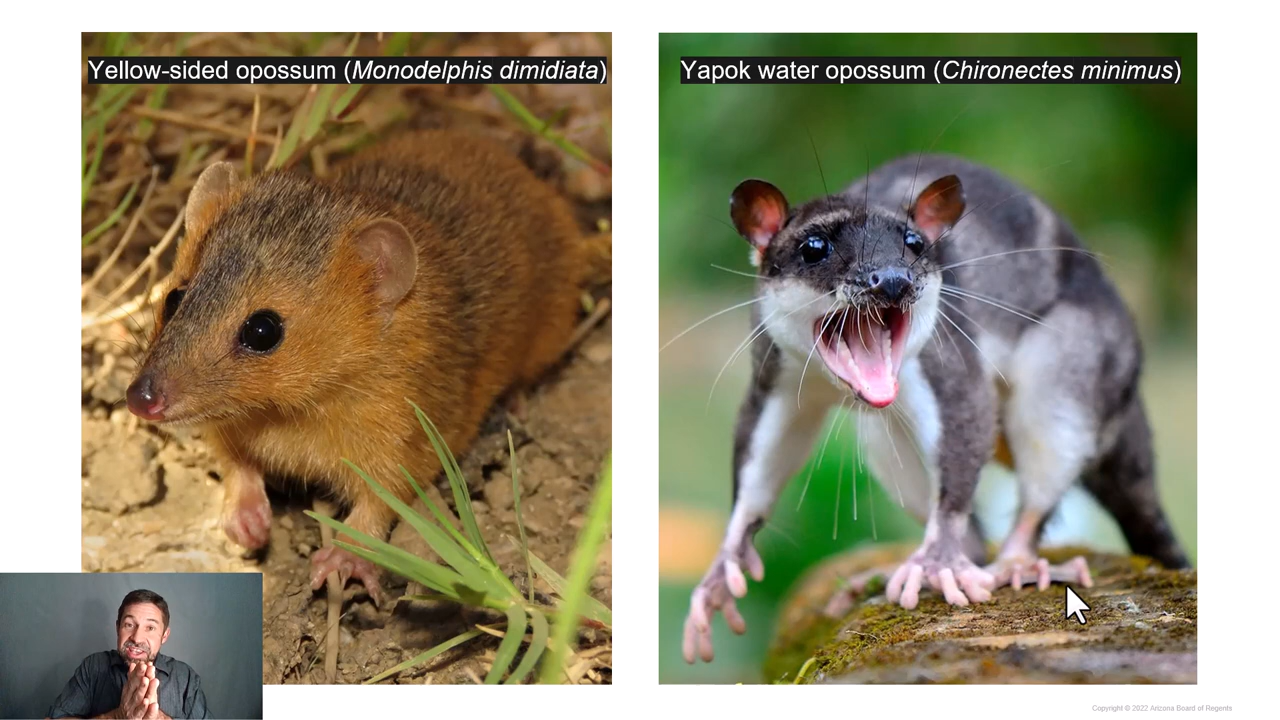 Yellow-sided opossum (Monodelphis dimidiata)
Yapok water opossum (Chironectes minimus)
Copyright © 2022 Arizona Board of Regents